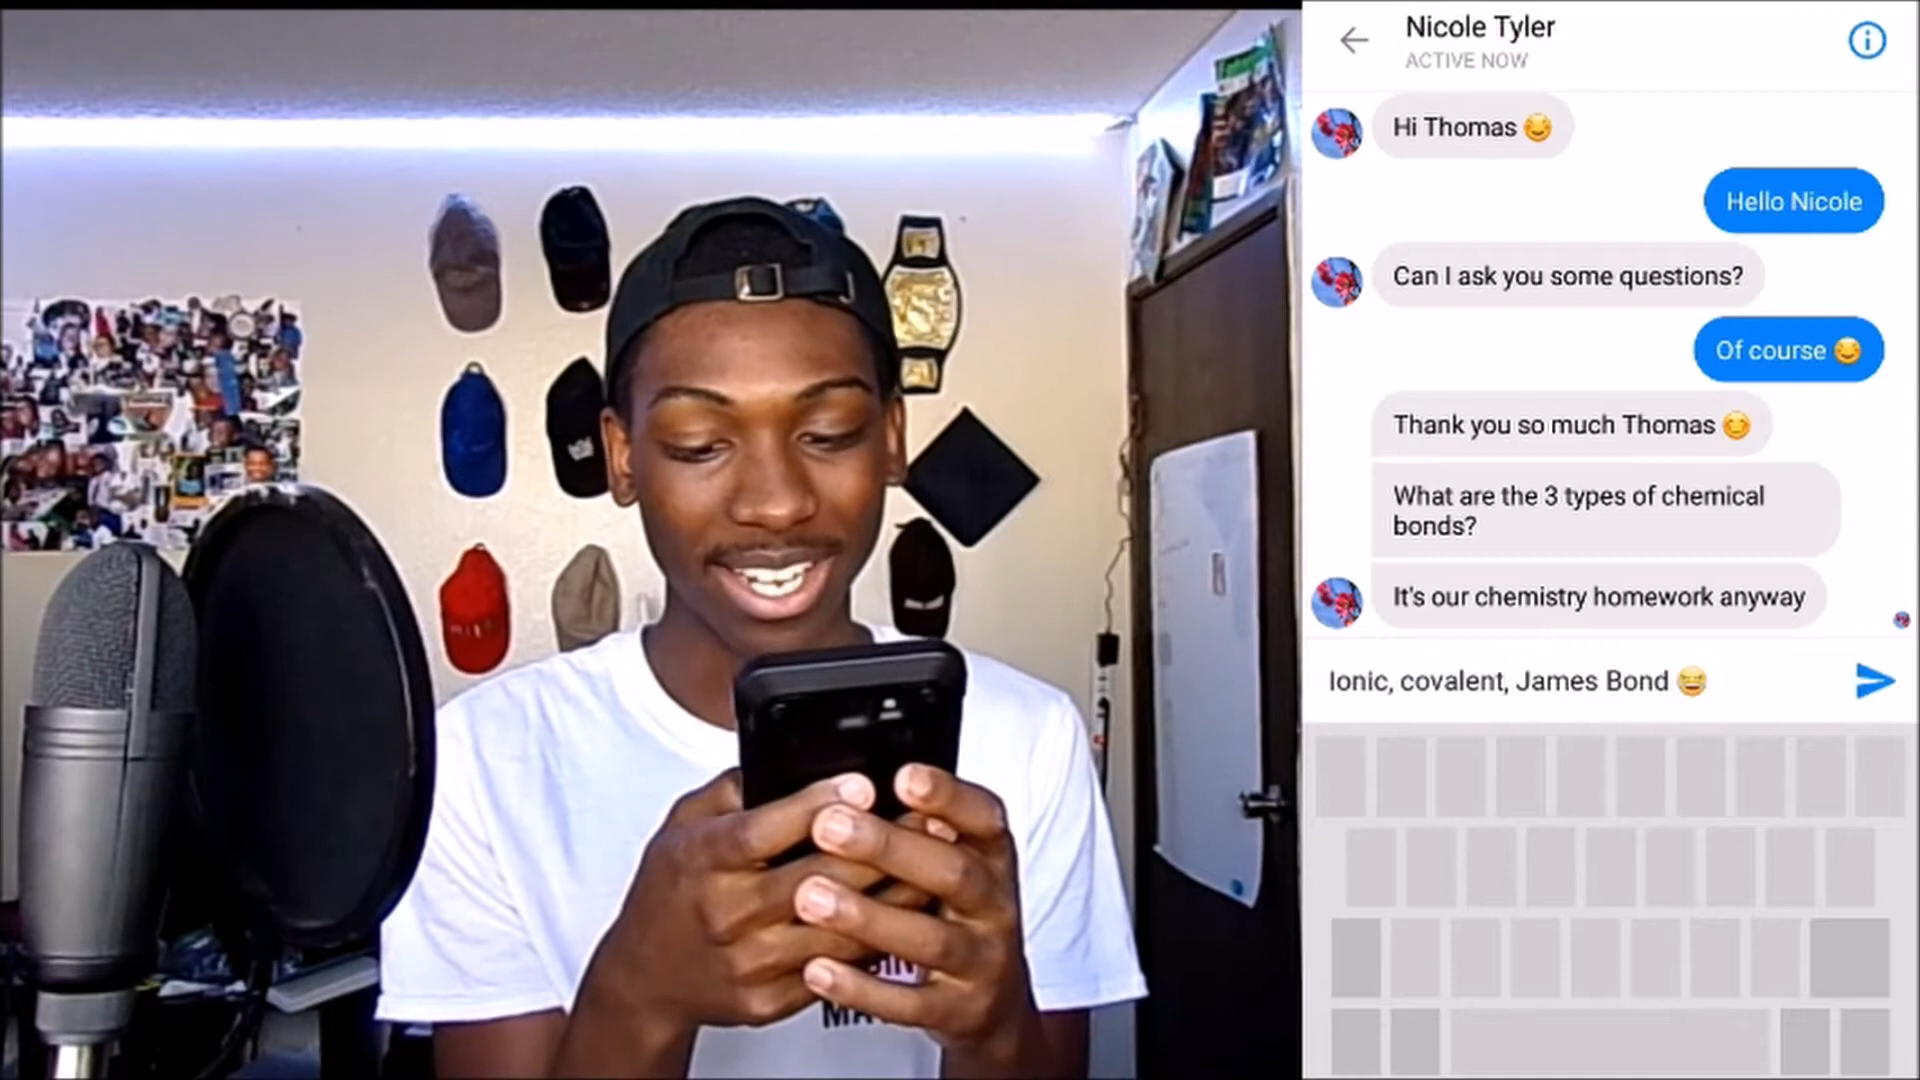 Nicole Tyler
ACTIVE NOW
Hi Thomas 😊
Hello Nicole
Can I ask you some questions?
Of course 😊
Thank you so much Thomas 😊
What are the 3 types of chemical
bonds?
It's our chemistry homework anyway
Ionic, covalent, James Bond 😂